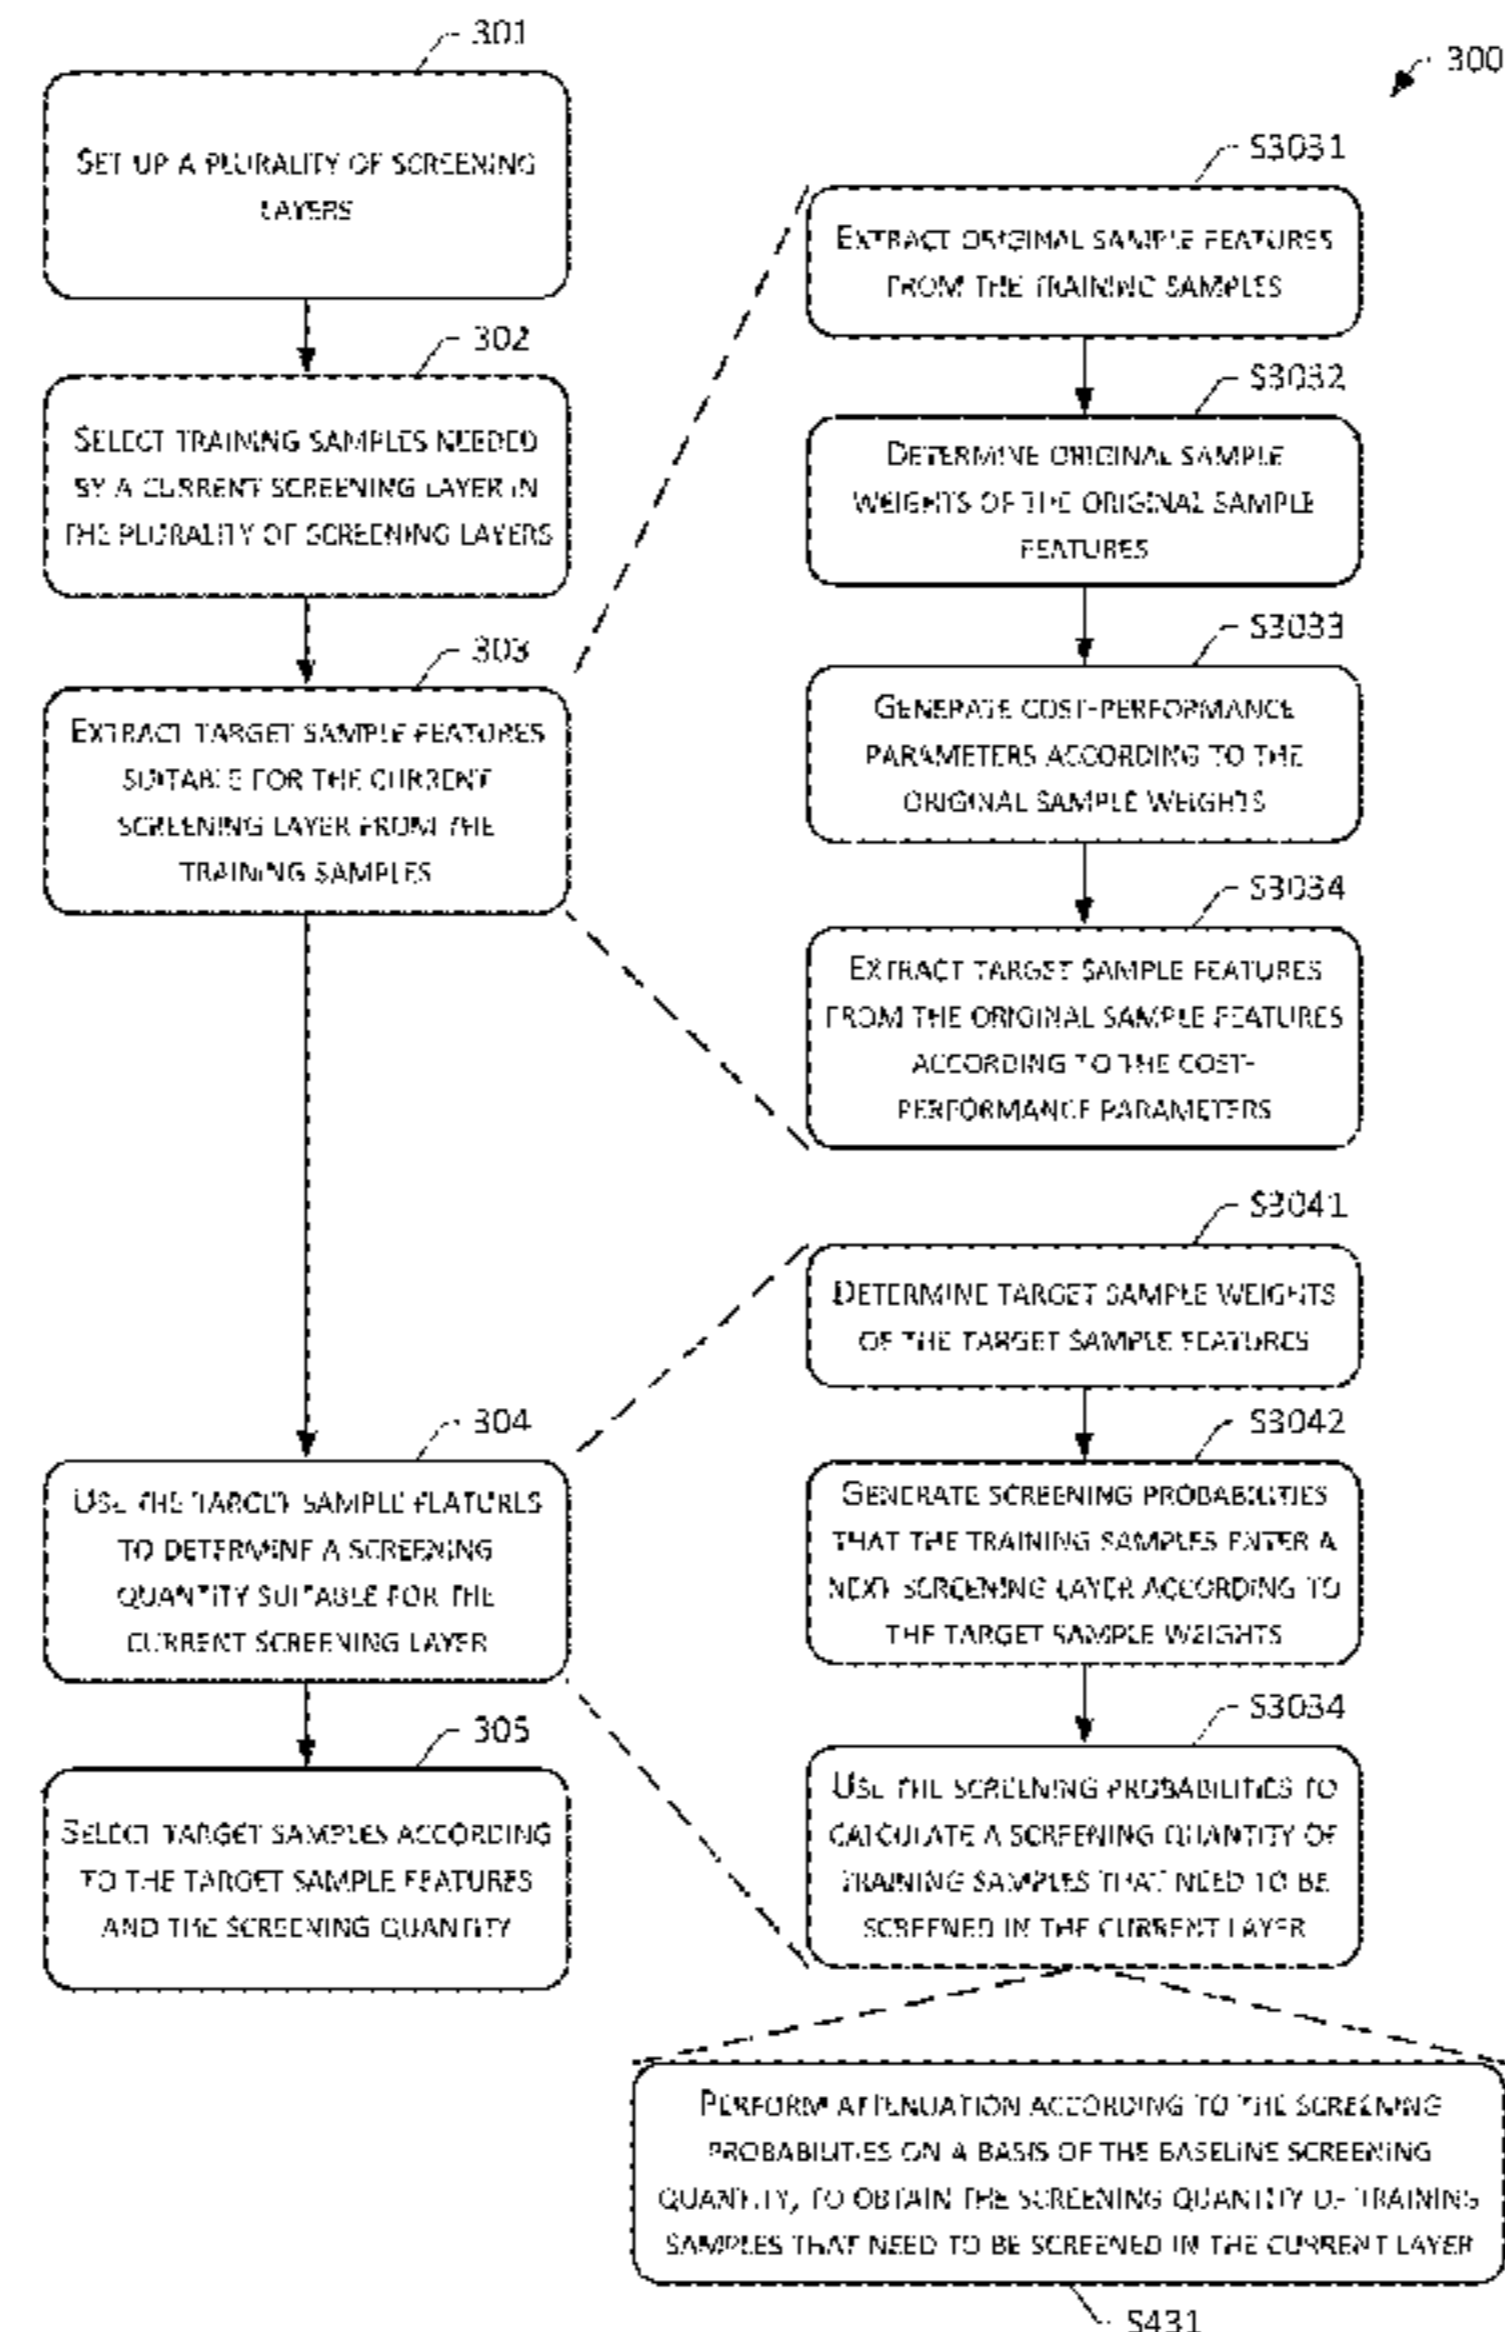 300
301
SET UP A PLURALITY OF SCREENING
LAYERS
302
SELECT TRAINING SAMPLES NEEDED
BY A CURRENT SCREENING LAYER IN
THE PLURALITY OF SCREENING LAYERS
303
EXTRACT TARGET SAMPLE FEATURES
SUITABLE FOR THE CURRENT
SCREENING LAYER FROM THE
TRAINING SAMPLES
S3031
EXTRACT ORIGINAL SAMPLE FEATURES
FROM THE TRAINING SAMPLES
S3032
DETERMINE ORIGINAL SAMPLE
WEIGHTS OF THE ORIGINAL SAMPLE
FEATURES
S3033
GENERATE COST-PERFORMANCE
PARAMETERS ACCORDING TO THE
ORIGINAL SAMPLE WEIGHTS
S3034
EXTRACT TARGET SAMPLE FEATURES
FROM THE ORIGINAL SAMPLE FEATURES
ACCORDING TO THE COST-
PERFORMANCE PARAMETERS
304
USE THE TARGET SAMPLE FEATURES
TO DETERMINE A SCREENING
QUANTITY SUITABLE FOR THE
CURRENT SCREENING LAYER
305
SELECT TARGET SAMPLES ACCORDING
TO THE TARGET SAMPLE FEATURES
AND THE SCREENING QUANTITY
S3041
DETERMINE TARGET SAMPLE WEIGHTS
OF THE TARGET SAMPLE FEATURES
S3042
GENERATE SCREENING PROBABILITIES
THAT THE TRAINING SAMPLES ENTER A
NEXT SCREENING LAYER ACCORDING TO
THE TARGET SAMPLE WEIGHTS
S3034
USE THE SCREENING PROBABILITIES TO
CALCULATE A SCREENING QUANTITY OF
TRAINING SAMPLES THAT NEED TO BE
SCREENED IN THE CURRENT LAYER
PERFORM ATTENUATION ACCORDING TO THE SCREENING
PROBABILITIES ON A BASIS OF THE BASELINE SCREENING
QUANTITY, TO OBTAIN THE SCREENING QUANTITY OF TRAINING
SAMPLES THAT NEED TO BE SCREENED IN THE CURRENT LAYER
S431